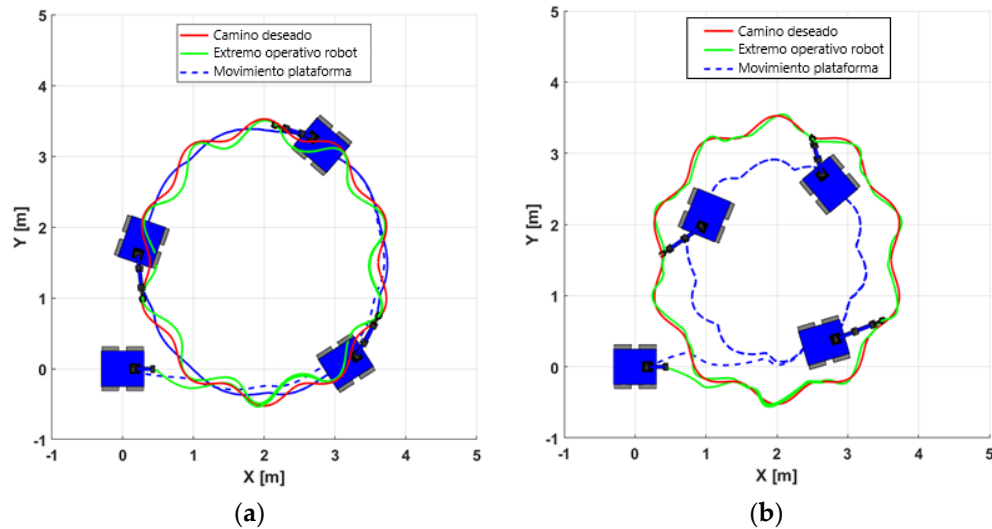 5
4
3
2
1
0
-1
-1
0
1
2
3
4
5
Y [m]
X [m]
Camino deseado
Extremo operativo robot
Movimiento plataforma
(a)
5
4
3
2
1
0
-1
-1
0
1
2
3
4
5
Y [m]
X [m]
Camino deseado
Extremo operativo robot
Movimiento plataforma
(b)